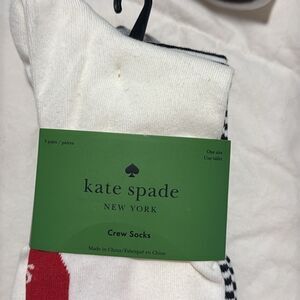 3 pairs / paires
One size
Une taille
kate spade
NEW YORK
Crew Socks
Made in China / Fabriqué en Chine
S